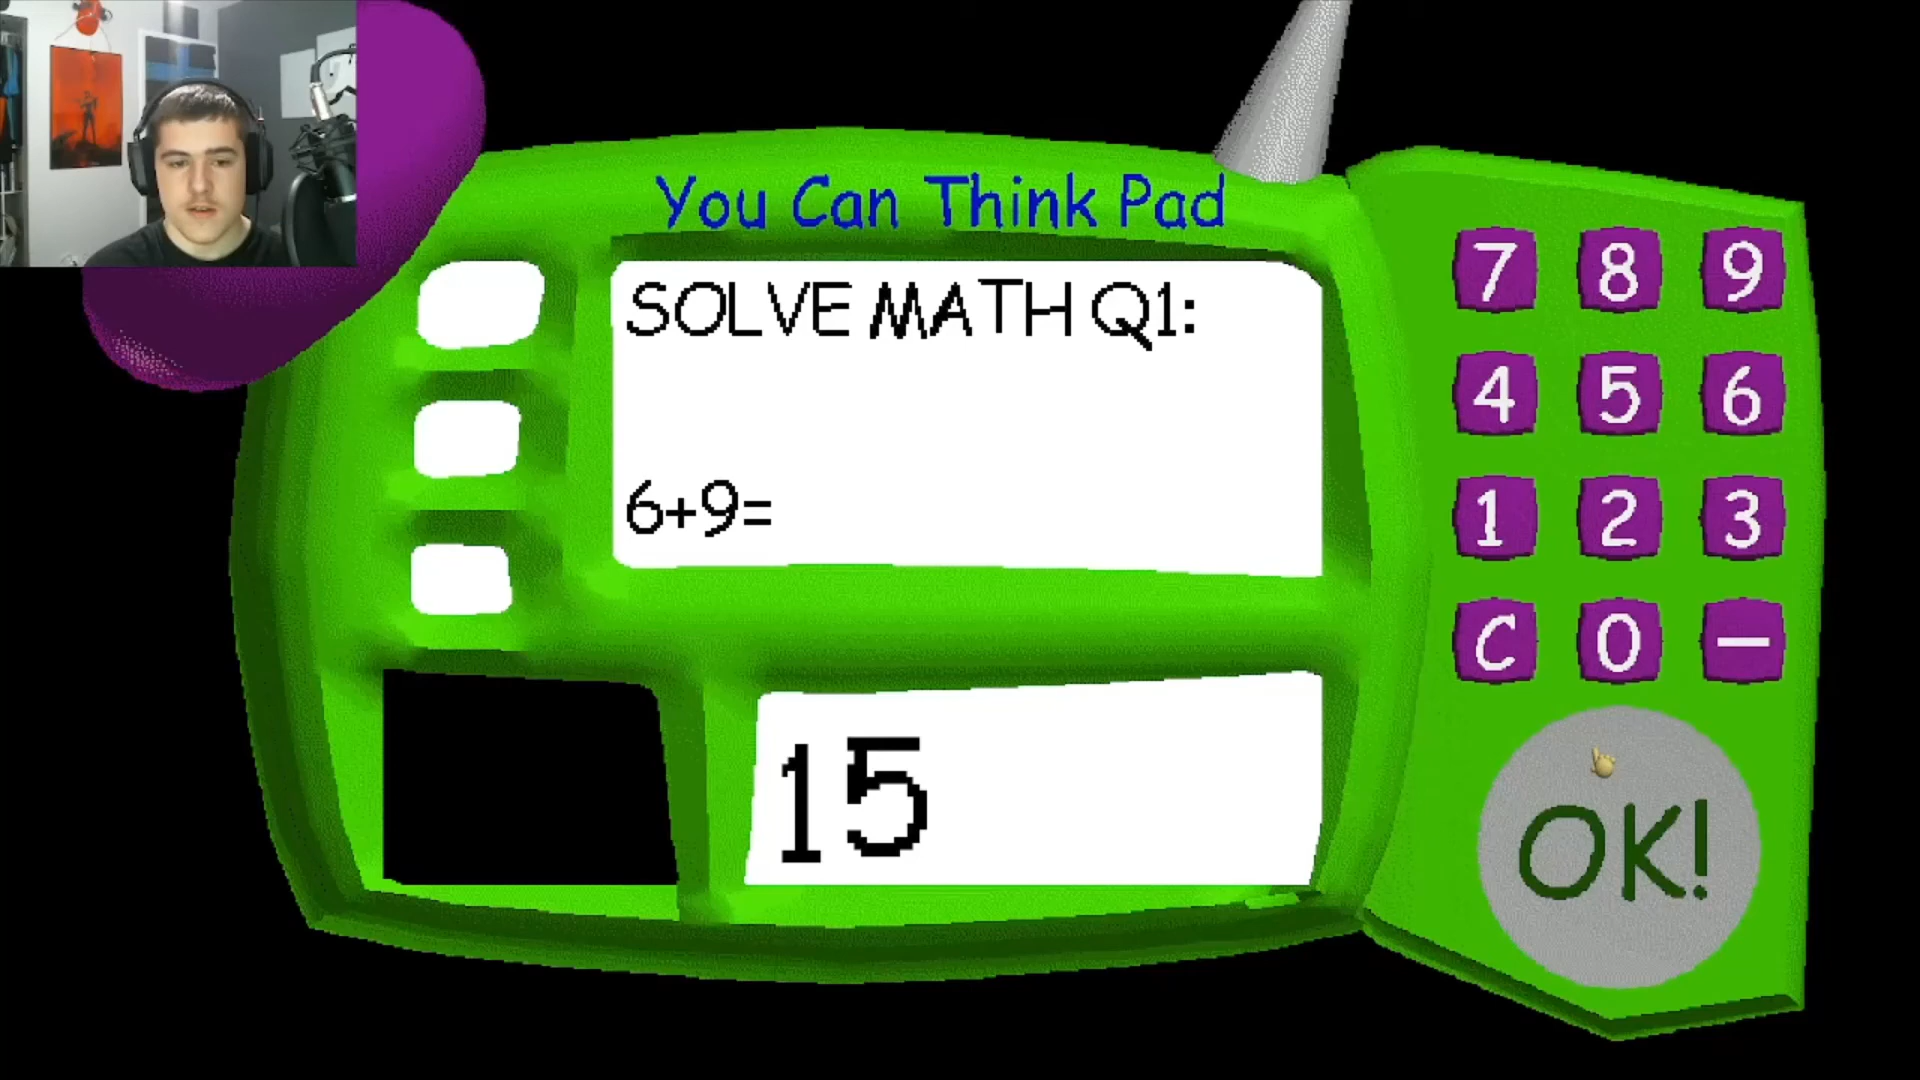 You Can Think Pad
SOLVE MATH Q1:
6+9=
15
7 8 9
4 5 6
1 2 3
C 0 −
OK!